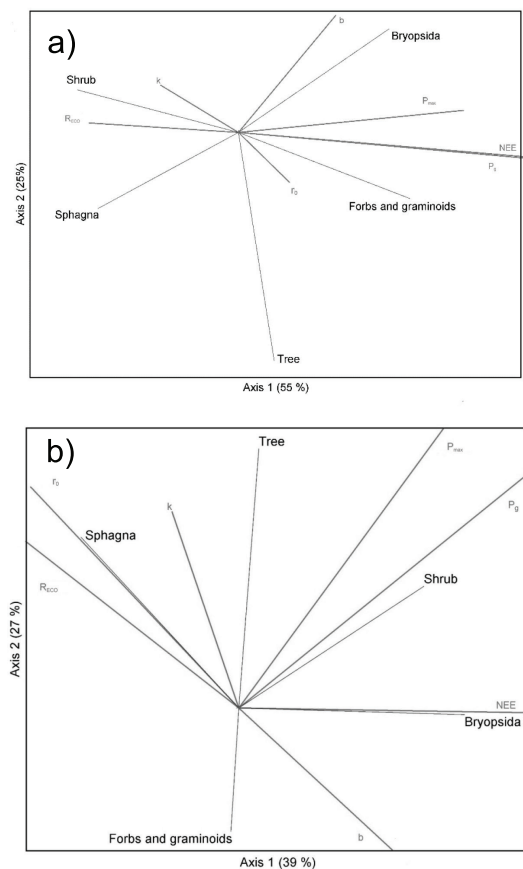 a)
b
Bryopsida
Shrub
k
P_max
R_ECO
NEE
P_s
r_0
Sphagna
Forbs and graminoids
Tree
Axis 2 (25%)
Axis 1 (55 %)
b)
Tree
P_max
r_0
k
P_g
Sphagna
R_ECO
Shrub
NEE
Bryopsida
Forbs and graminoids
b
Axis 2 (27 %)
Axis 1 (39 %)